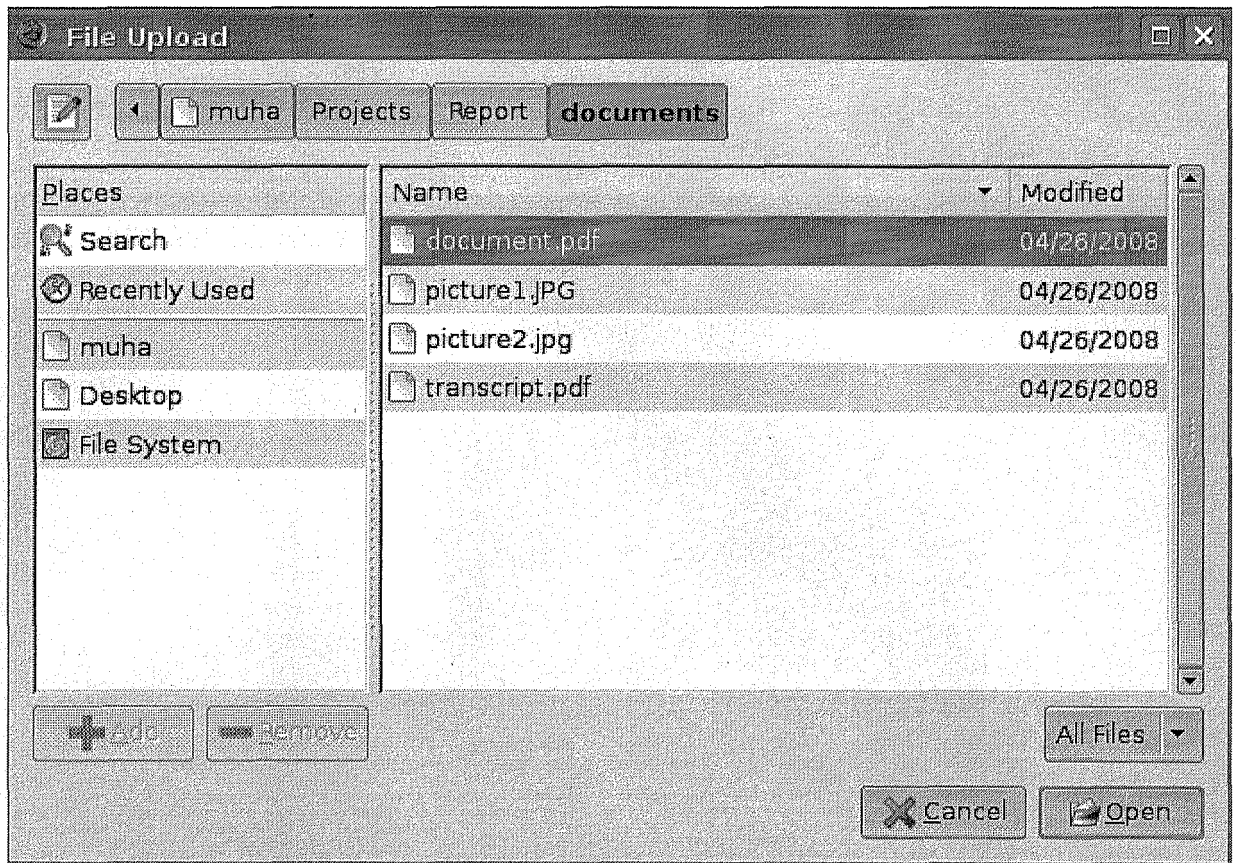 File Upload
muha Projects Report documents
Places
Search
Recently Used
muha
Desktop
File System
Name Modified
document.pdf 04/26/2008
picture1.JPG 04/26/2008
picture2.jpg 04/26/2008
transcript.pdf 04/26/2008
Add Remove
All Files
Cancel Open